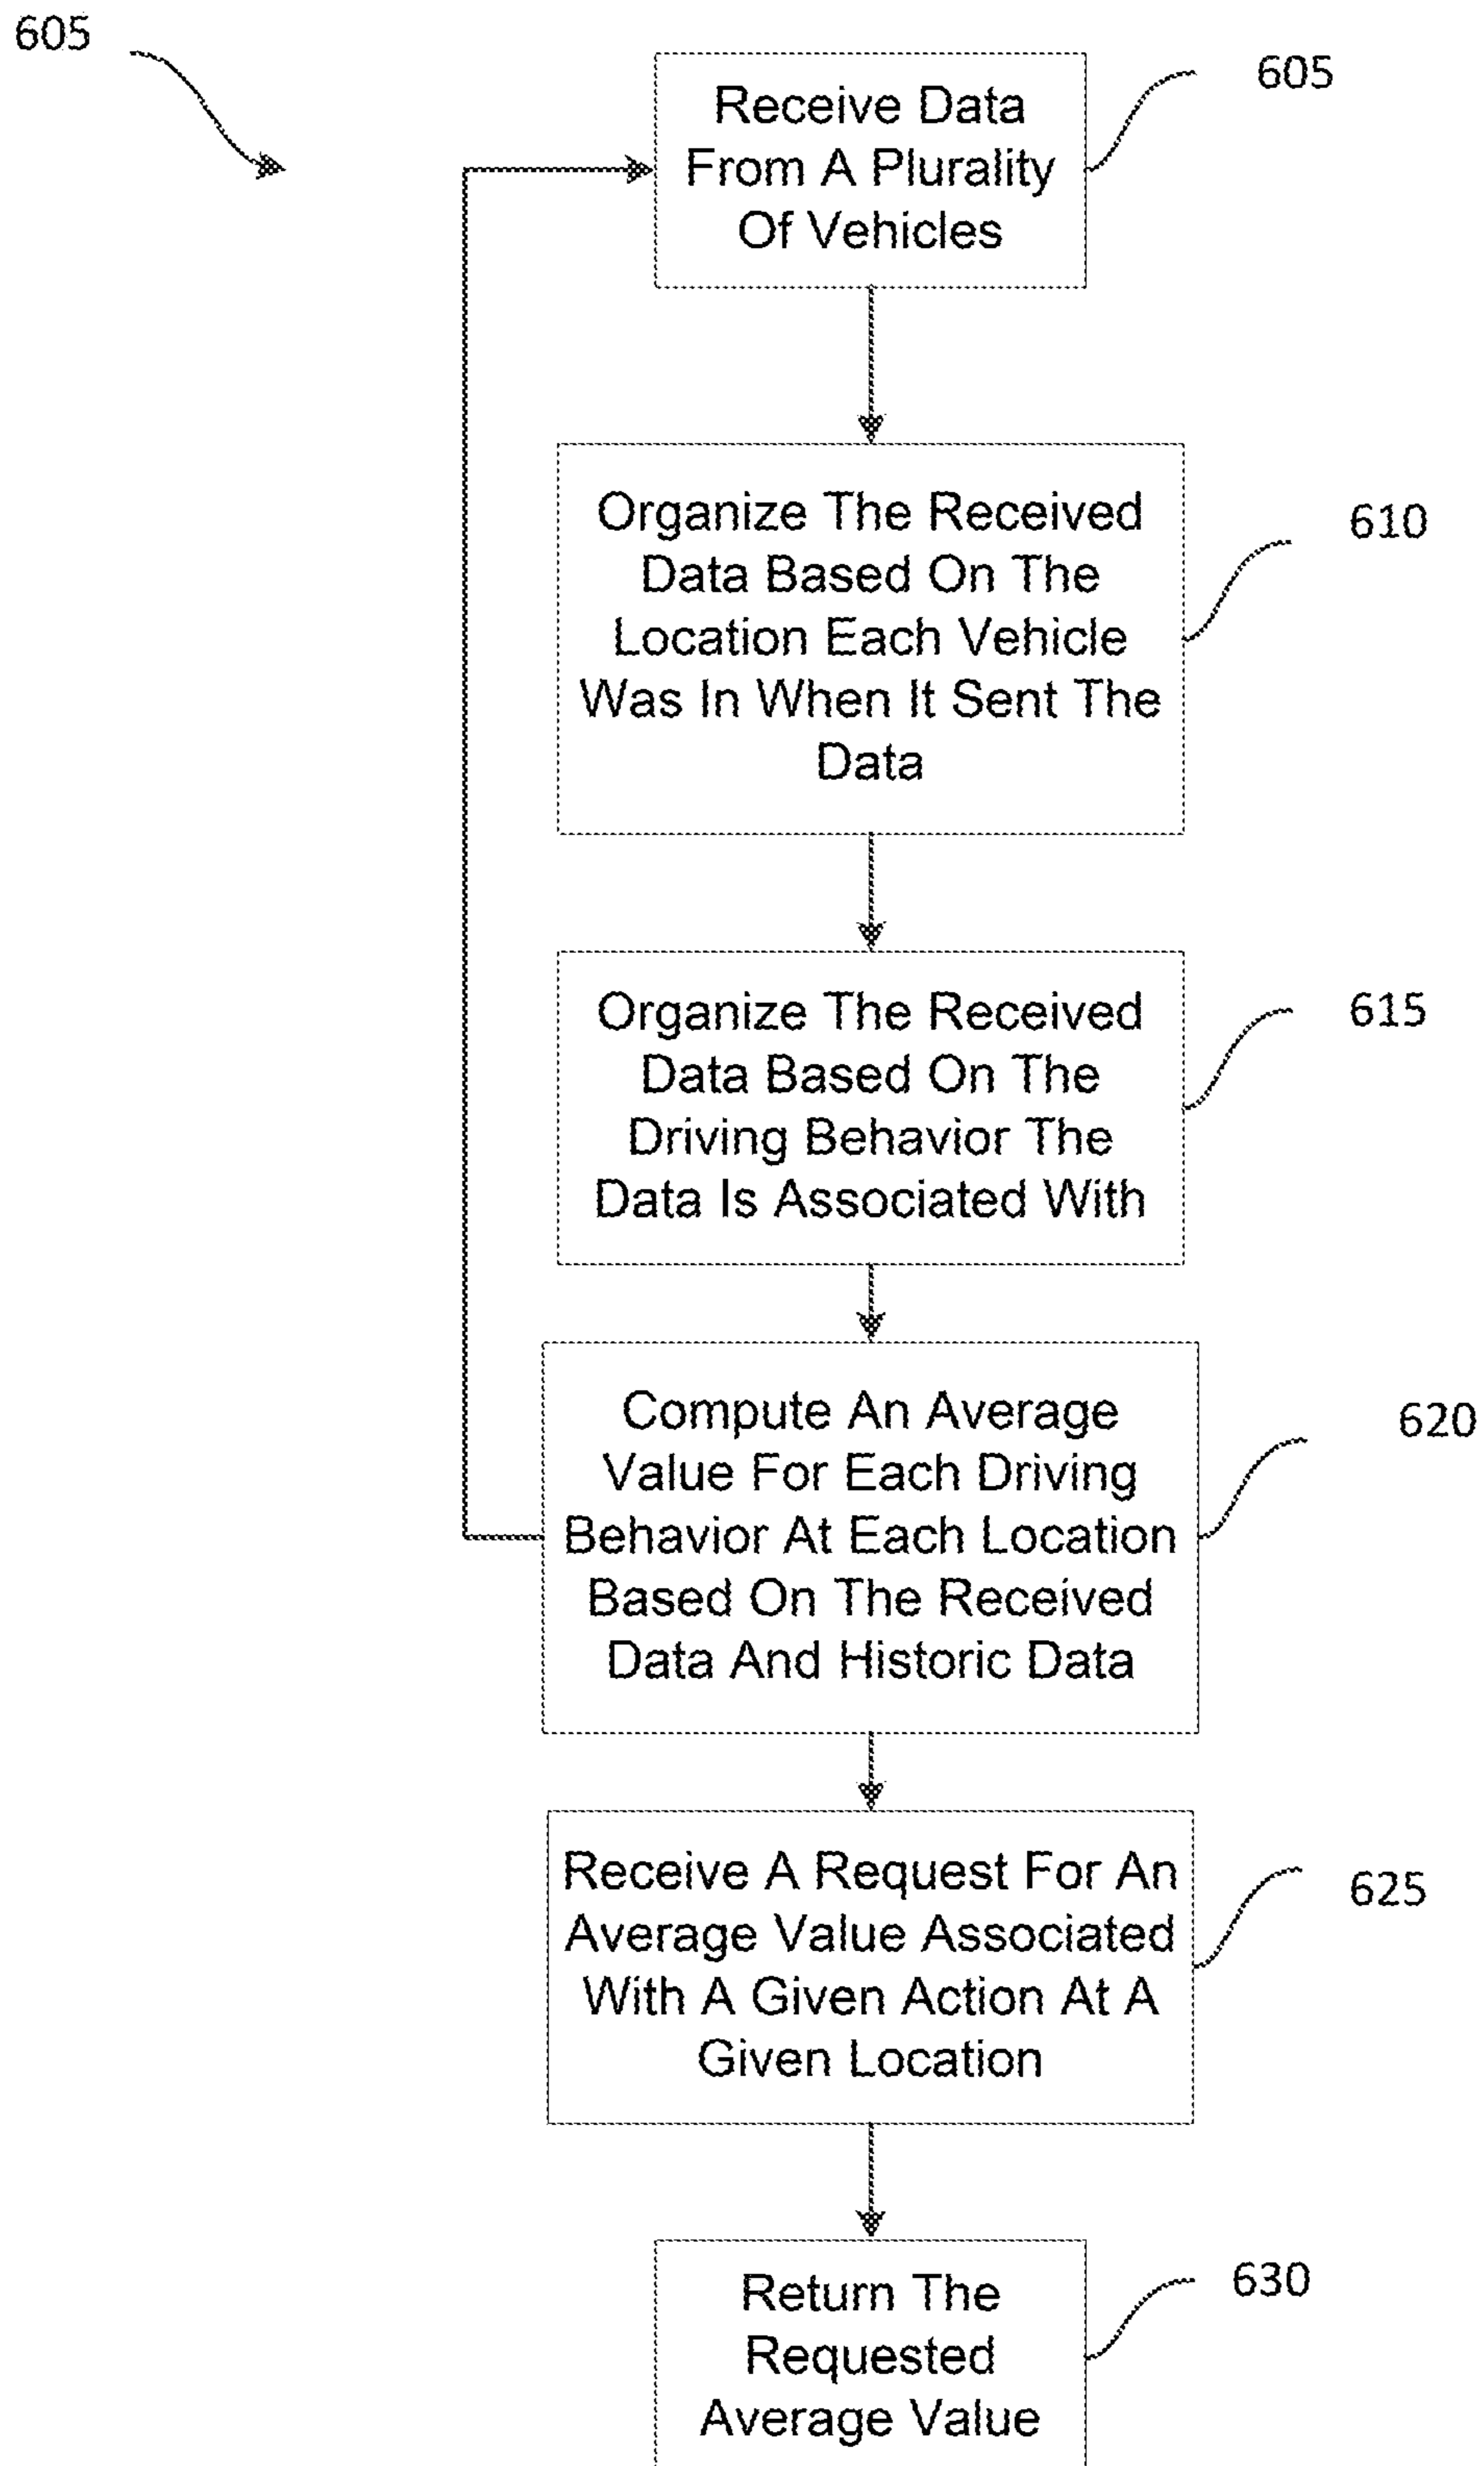 605
Receive Data
From A Plurality
Of Vehicles
605
Organize The Received
Data Based On The
Location Each Vehicle
Was In When It Sent The
Data
610
Organize The Received
Data Based On The
Driving Behavior The
Data Is Associated With
615
Compute An Average
Value For Each Driving
Behavior At Each Location
Based On The Received
Data And Historic Data
620
Receive A Request For An
Average Value Associated
With A Given Action At A
Given Location
625
Return The
Requested
Average Value
630